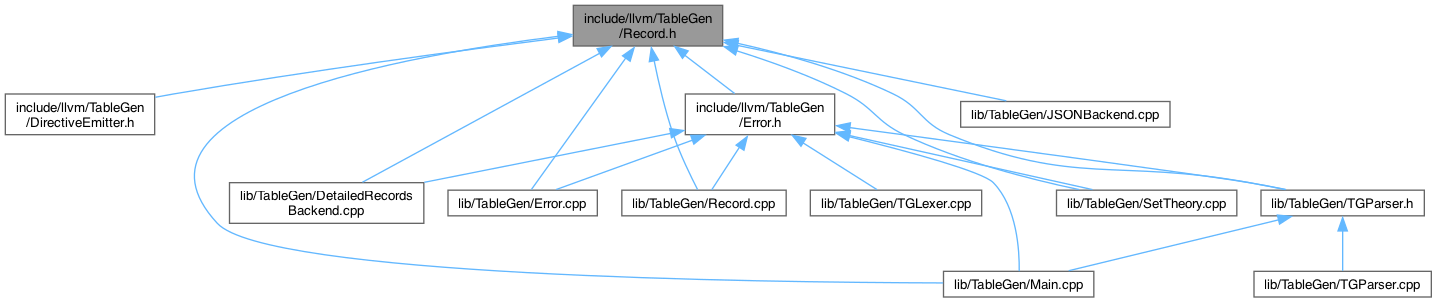 include/llvm/TableGen
/Record.h
include/llvm/TableGen
/DirectiveEmitter.h
include/llvm/TableGen
/Error.h
lib/TableGen/JSONBackend.cpp
lib/TableGen/DetailedRecords
Backend.cpp
lib/TableGen/Error.cpp
lib/TableGen/Record.cpp
lib/TableGen/TGLexer.cpp
lib/TableGen/SetTheory.cpp
lib/TableGen/TGParser.h
lib/TableGen/Main.cpp
lib/TableGen/TGParser.cpp